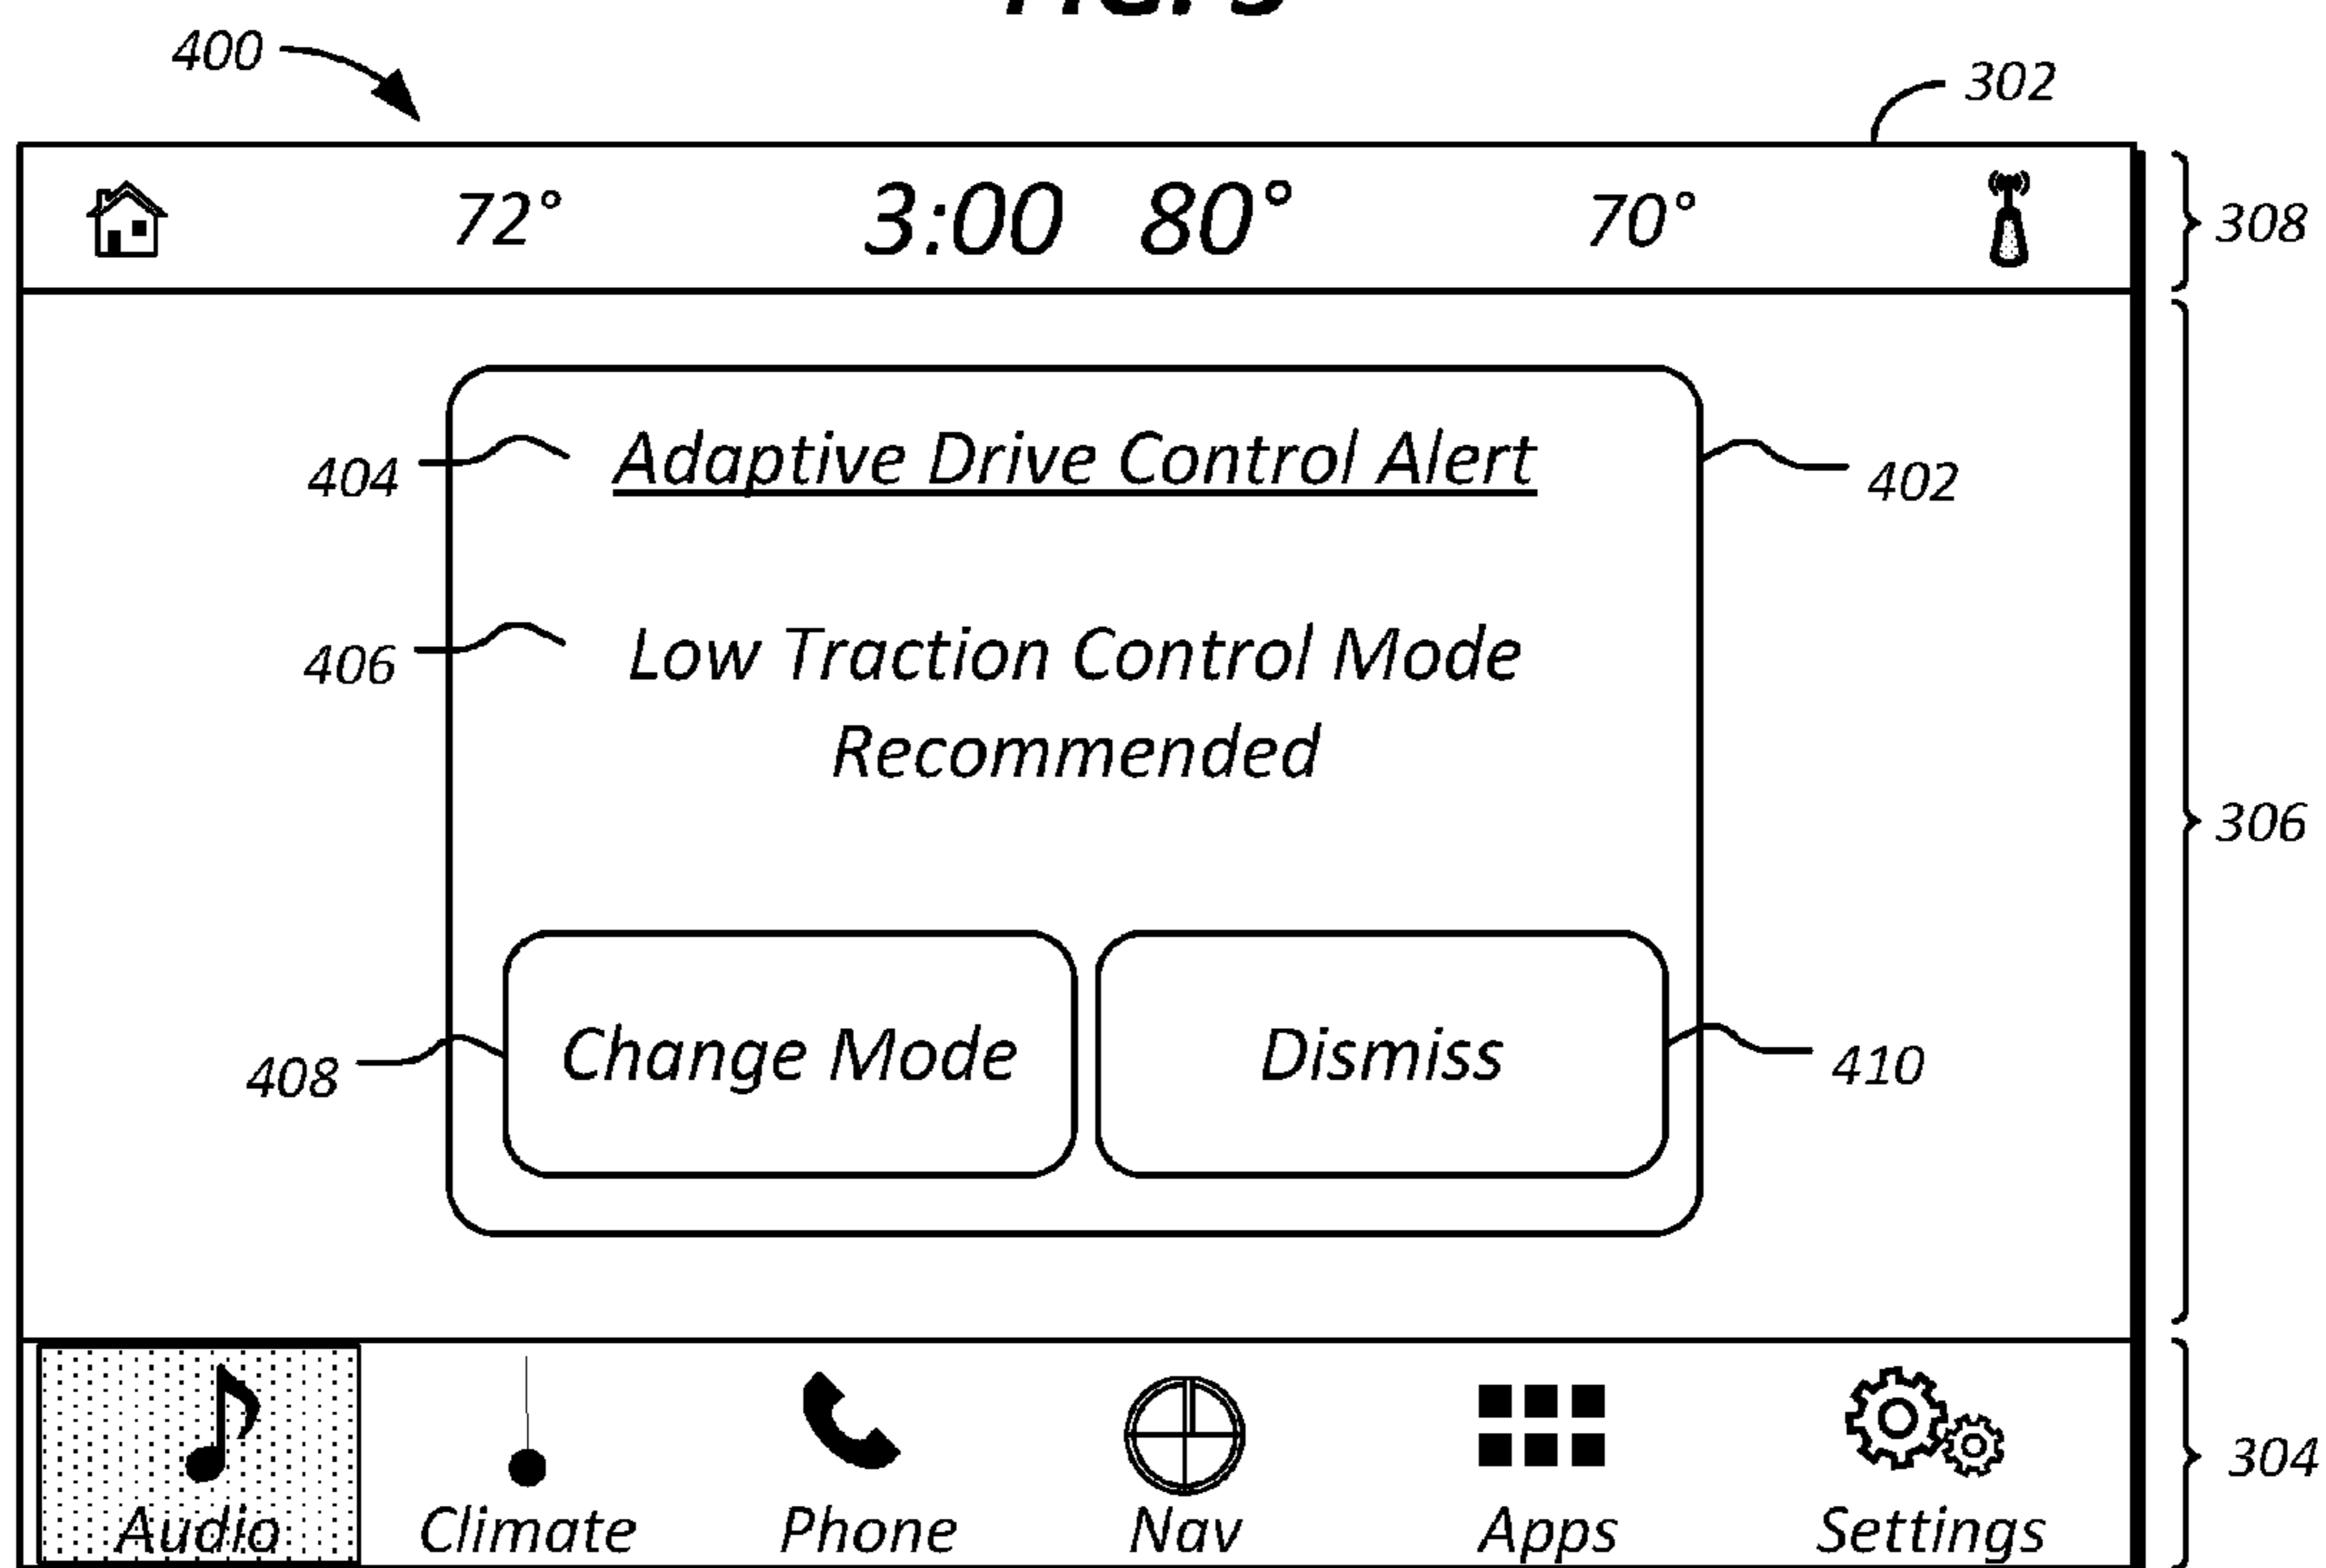 400
302
72° 3:00 80° 70°
308
404 Adaptive Drive Control Alert 402
406 Low Traction Control Mode
Recommended
306
408 Change Mode Dismiss 410
304
Audio Climate Phone Nav Apps Settings